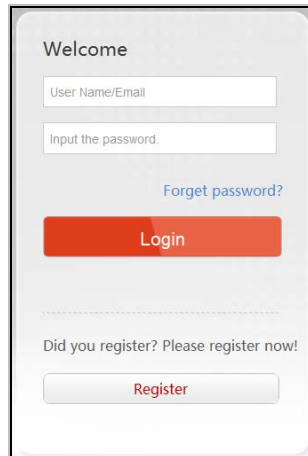 Welcome
User Name/Email
Input the password.
Forget password?
Login
Did you register? Please register now!
Register